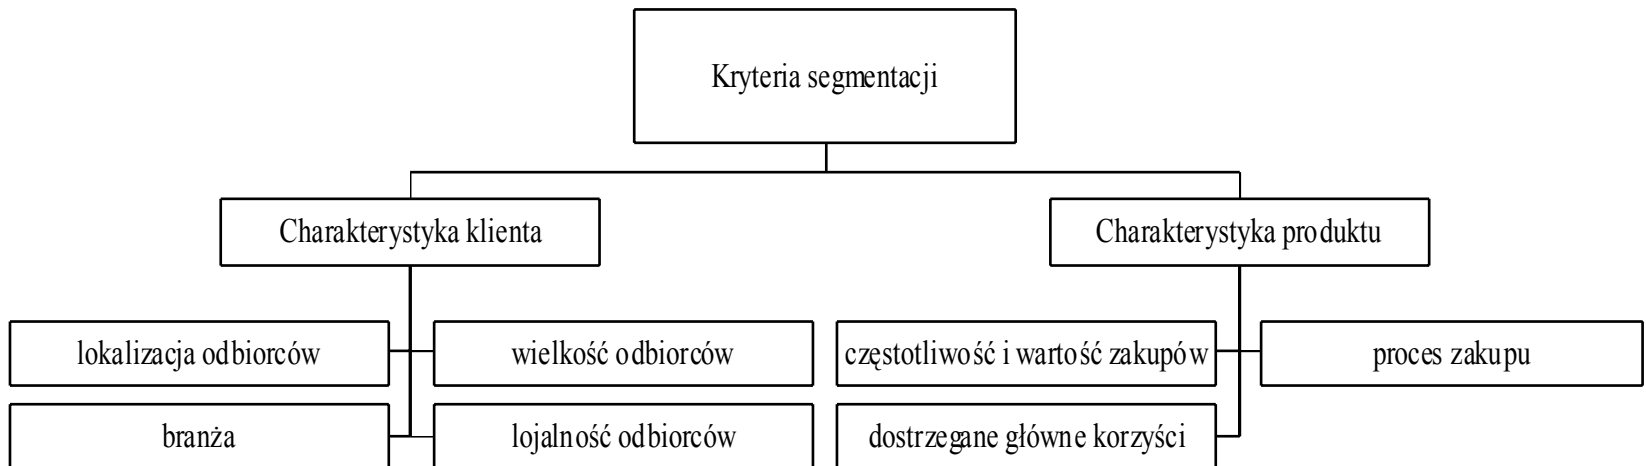 Kryteria segmentacji
Charakterystyka klienta
Charakterystyka produktu
lokalizacja odbiorców
wielkość odbiorców
częstotliwość i wartość zakupów
proces zakupu
branża
lojalność odbiorców
dostrzegane główne korzyści